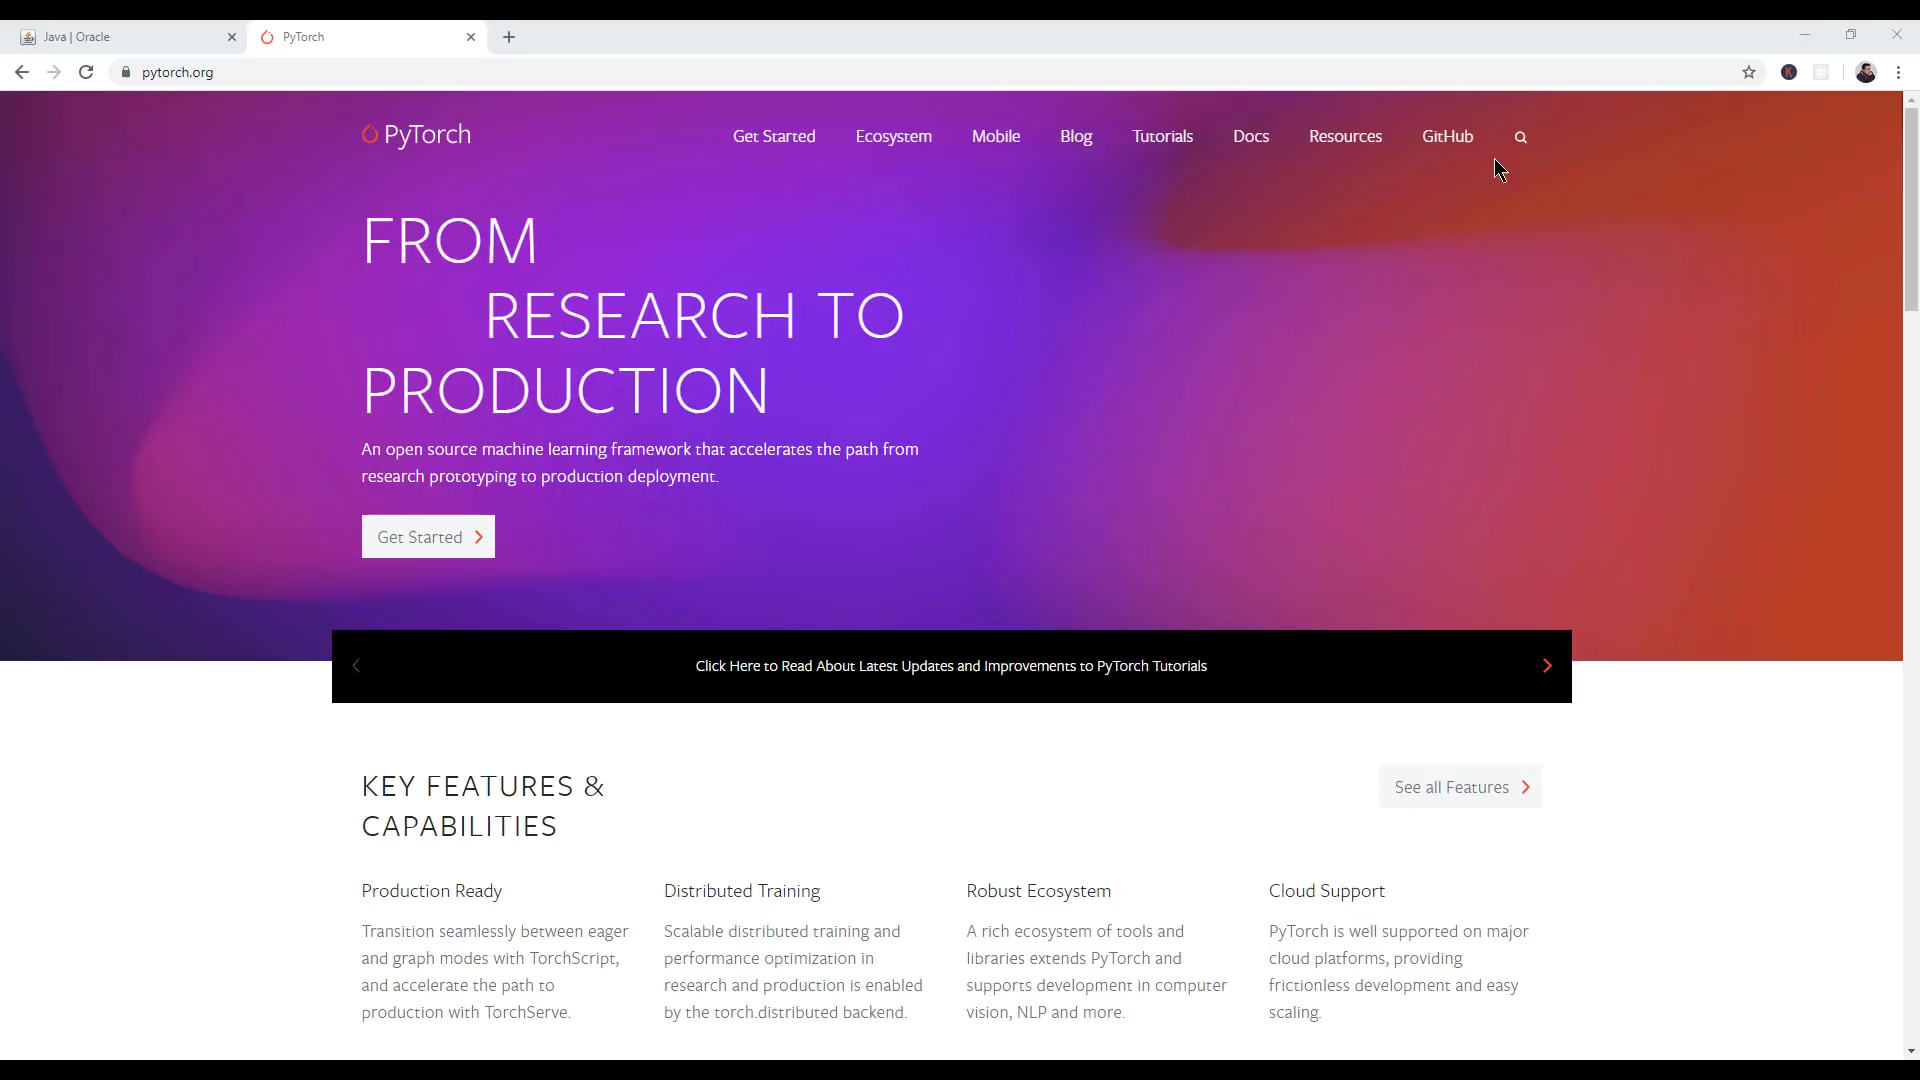 Java | Oracle
PyTorch
pytorch.org
K
PyTorch
Get Started
Ecosystem
Mobile
Blog
Tutorials
Docs
Resources
GitHub
FROM
RESEARCH TO
PRODUCTION
An open source machine learning framework that accelerates the path from
research prototyping to production deployment.
Get Started
Click Here to Read About Latest Updates and Improvements to PyTorch Tutorials
KEY FEATURES &
CAPABILITIES
See all Features
Production Ready
Transition seamlessly between eager
and graph modes with TorchScript,
and accelerate the path to
production with TorchServe.
Distributed Training
Scalable distributed training and
performance optimization in
research and production is enabled
by the torch.distributed backend.
Robust Ecosystem
A rich ecosystem of tools and
libraries extends PyTorch and
supports development in computer
vision, NLP and more.
Cloud Support
PyTorch is well supported on major
cloud platforms, providing
frictionless development and easy
scaling.